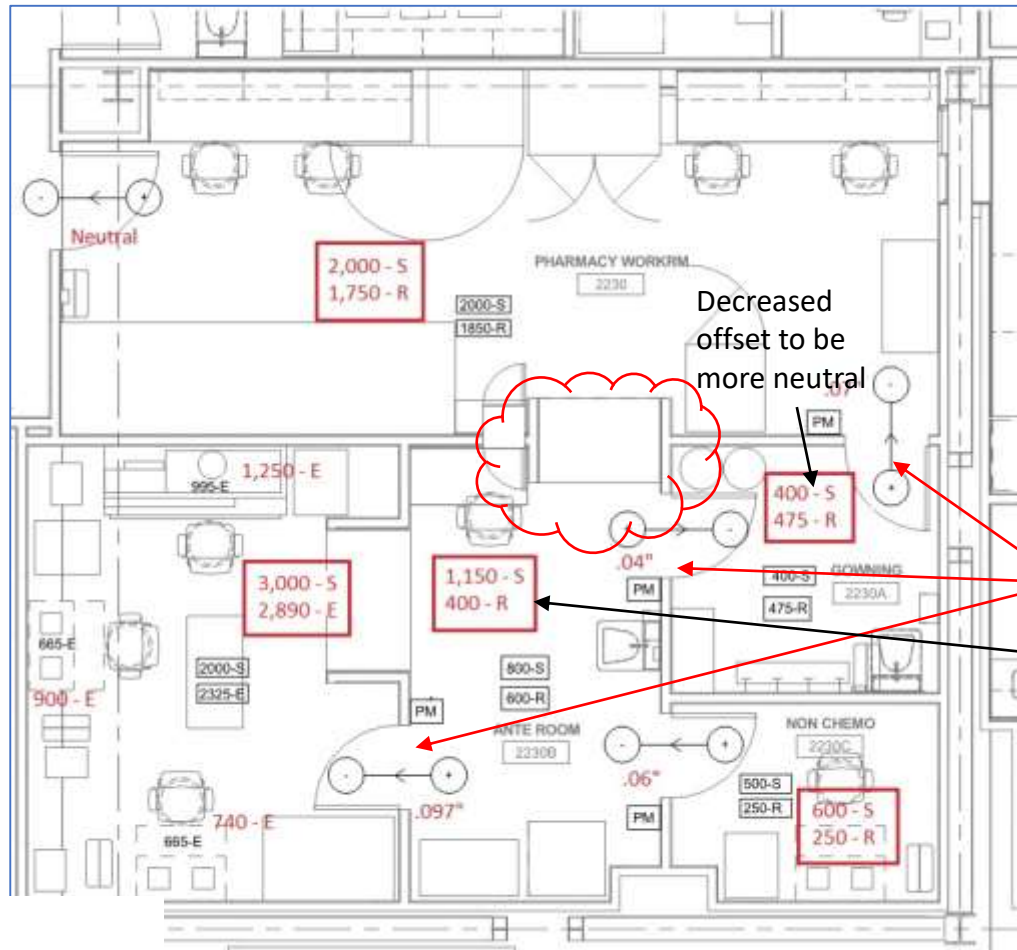 Neutral
2,000 - S
1,750 - R
PHARMACY WORKRM
2230
2000-S
1850-R
Decreased
offset to be
more neutral
.07"
PM
1,250 - E
995-E
400 - S
475 - R
3,000 - S
2,890 - E
1,150 - S
400 - R
.04"
PM
400-S
GOWNING
2230A
475-R
665-E
900 - E
2000-S
2325-E
800-S
600-R
PM
ANTE ROOM
2230B
NON CHEMO
2230C
.06"
500-S
250-R
600 - S
250 - R
.097"
PM
740 - E
665-E